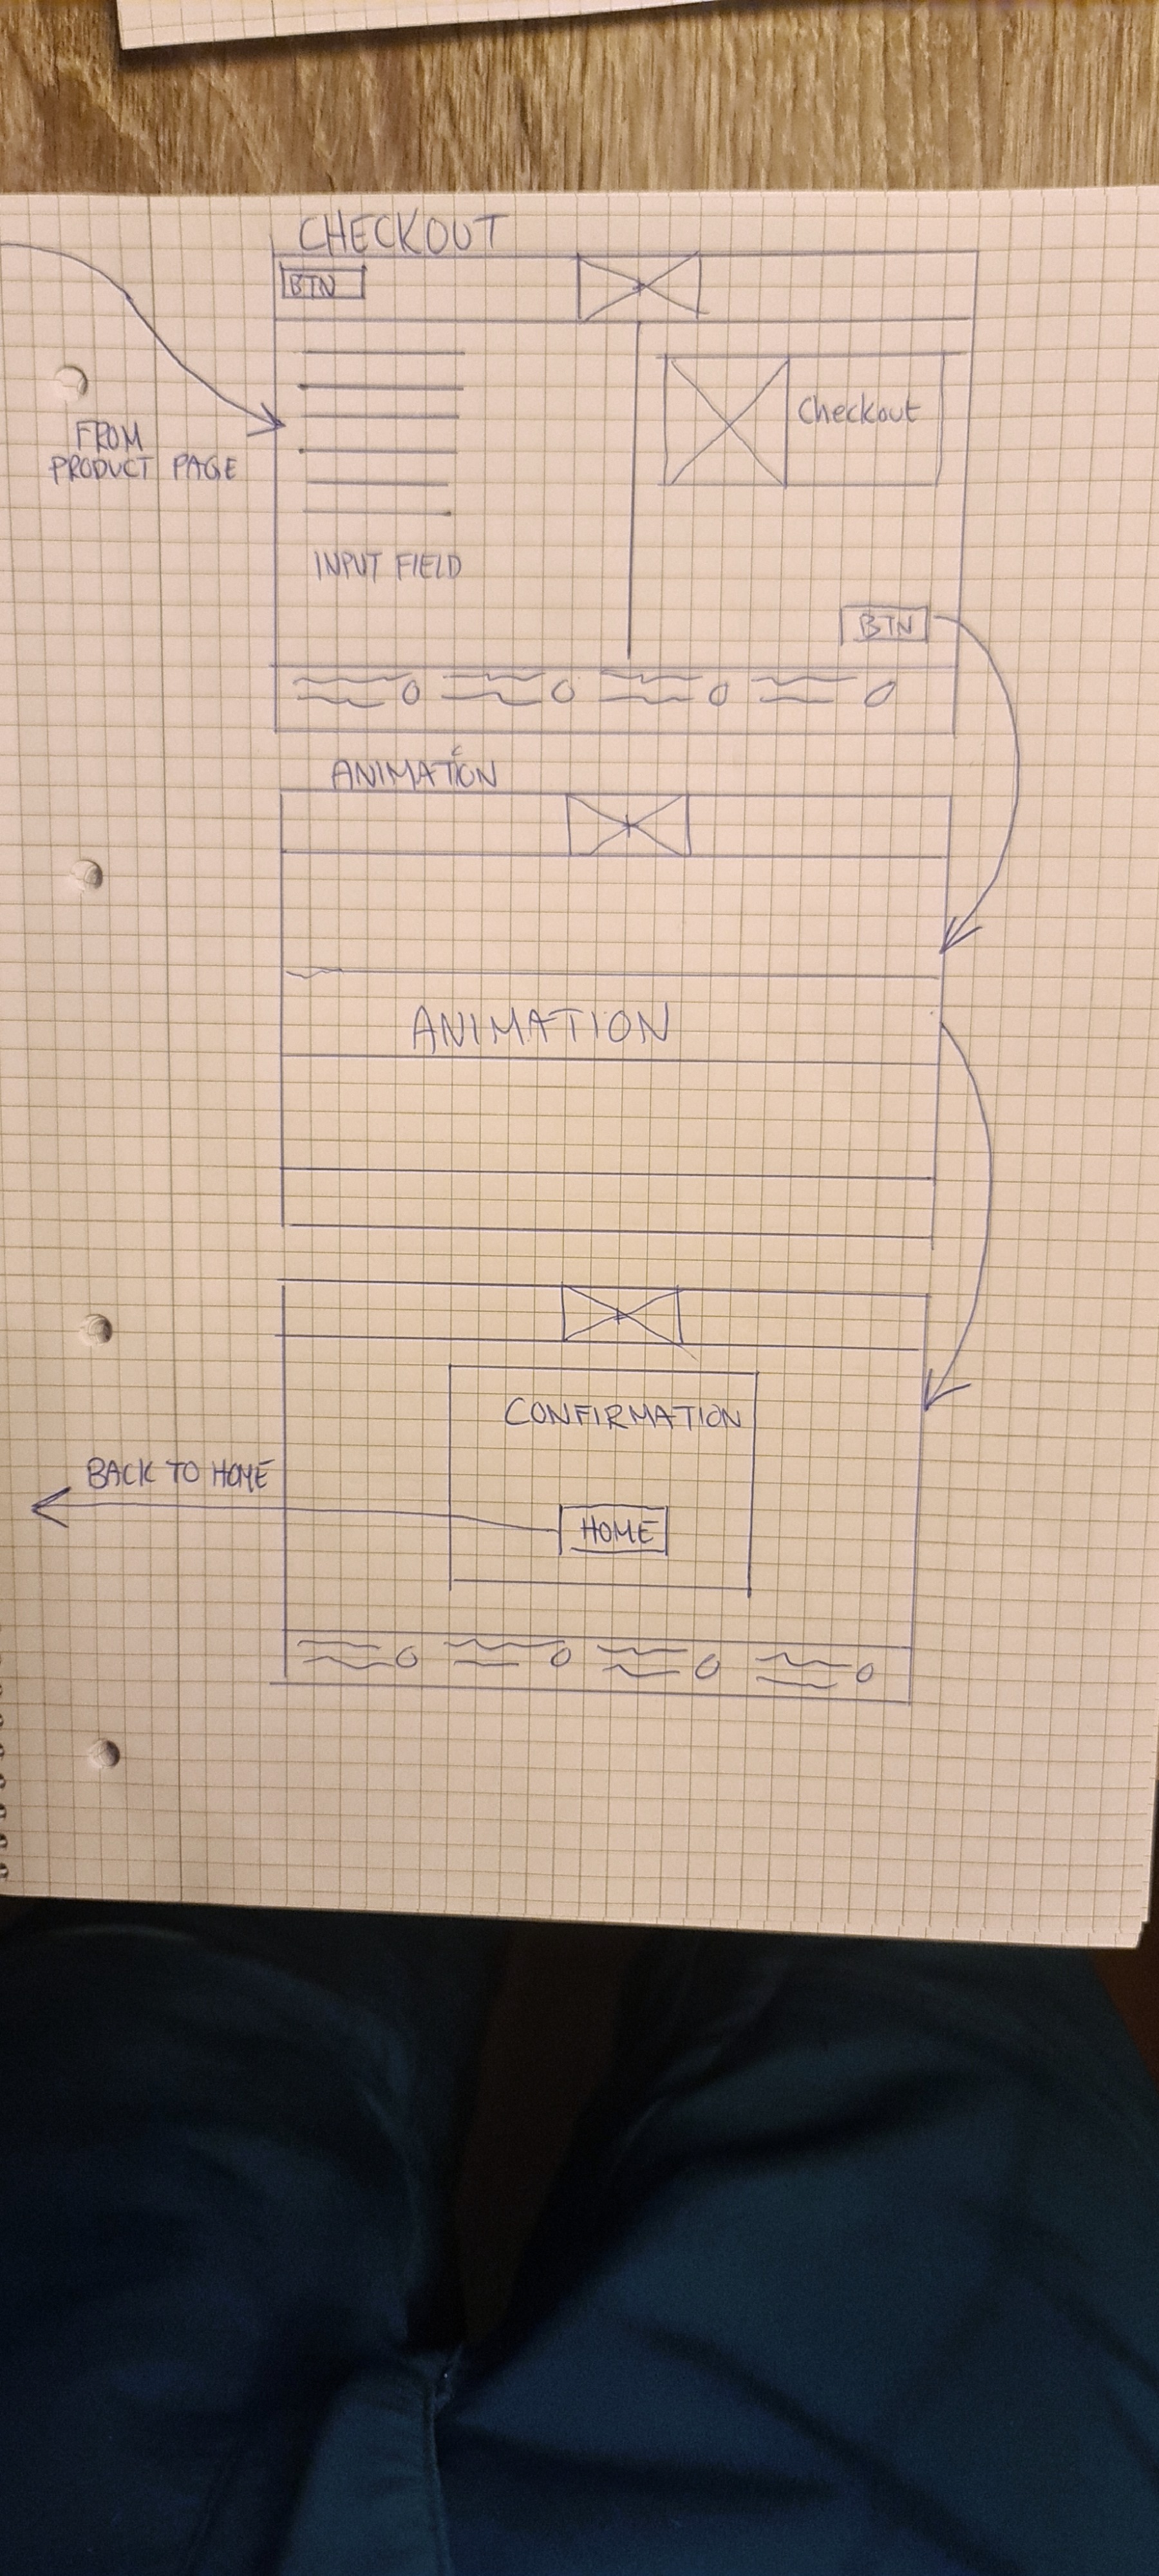 CHECKOUT
BTN
Checkout
FROM
PRODUCT PAGE
INPUT FIELD
BTN
ANIMATION
ANIMATION
CONFIRMATION
BACK TO HOME
HOME